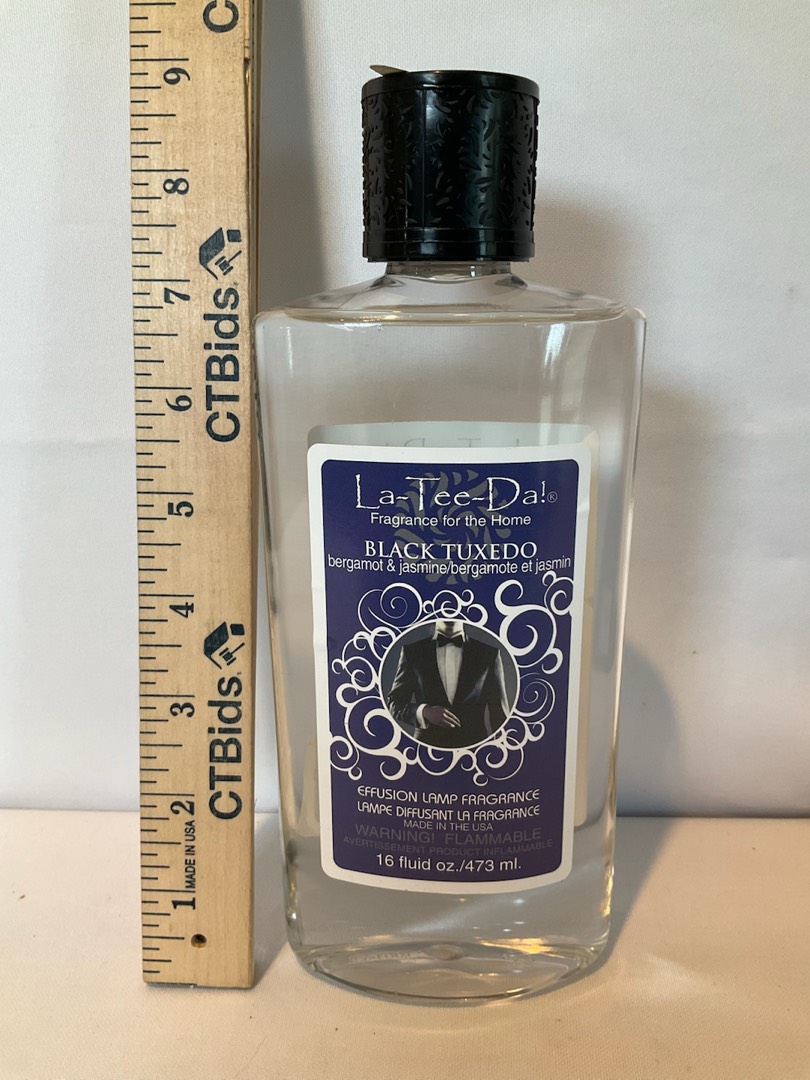 La-Tee-Da!®
Fragrance for the Home
BLACK TUXEDO
bergamot & jasmine/bergamote et jasmin
EFFUSION LAMP FRAGRANCE
LAMPE DIFFUSANT LA FRAGRANCE
MADE IN THE USA
WARNING! FLAMMABLE
AVERTISSEMENT PRODUCT INFLAMMABLE
16 fluid oz./473 ml.
1 MADE IN USA 2 3 4 5 6 7 8 9
CTBids.
CTBids.
C